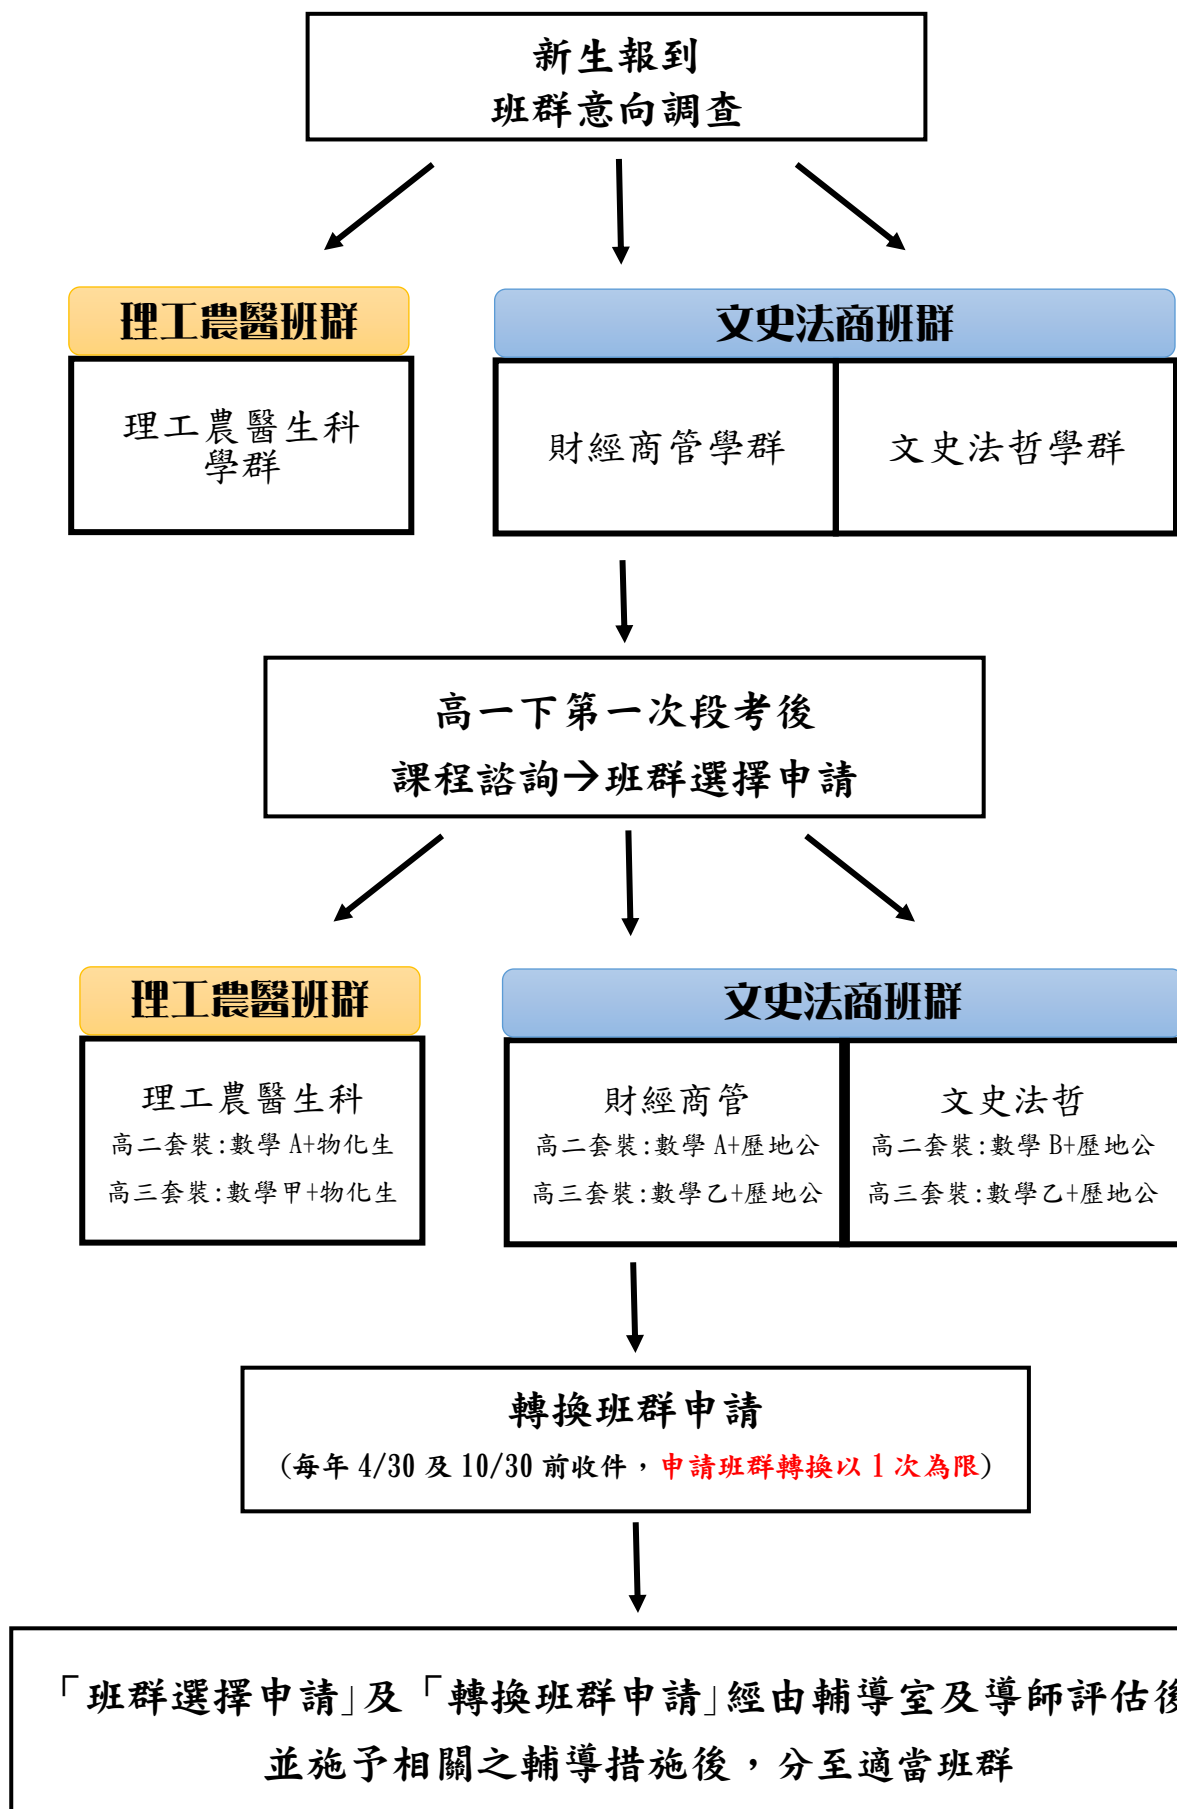 新生報到
班群意向調查
理工農醫班群
文史法商班群
理工農醫生科
學群
財經商管學群
文史法哲學群
高一下第一次段考後
課程諮詢→班群選擇申請
理工農醫班群
文史法商班群
理工農醫生科
高二套裝:數學 A+物化生
高三套裝:數學甲+物化生
財經商管
高二套裝:數學 A+歷地公
高三套裝:數學乙+歷地公
文史法哲
高二套裝:數學 B+歷地公
高三套裝:數學乙+歷地公
轉換班群申請
(每年 4/30 及 10/30 前收件，申請班群轉換以 1 次為限)
「班群選擇申請」及「轉換班群申請」經由輔導室及導師評估後
並施予相關之輔導措施後，分至適當班群